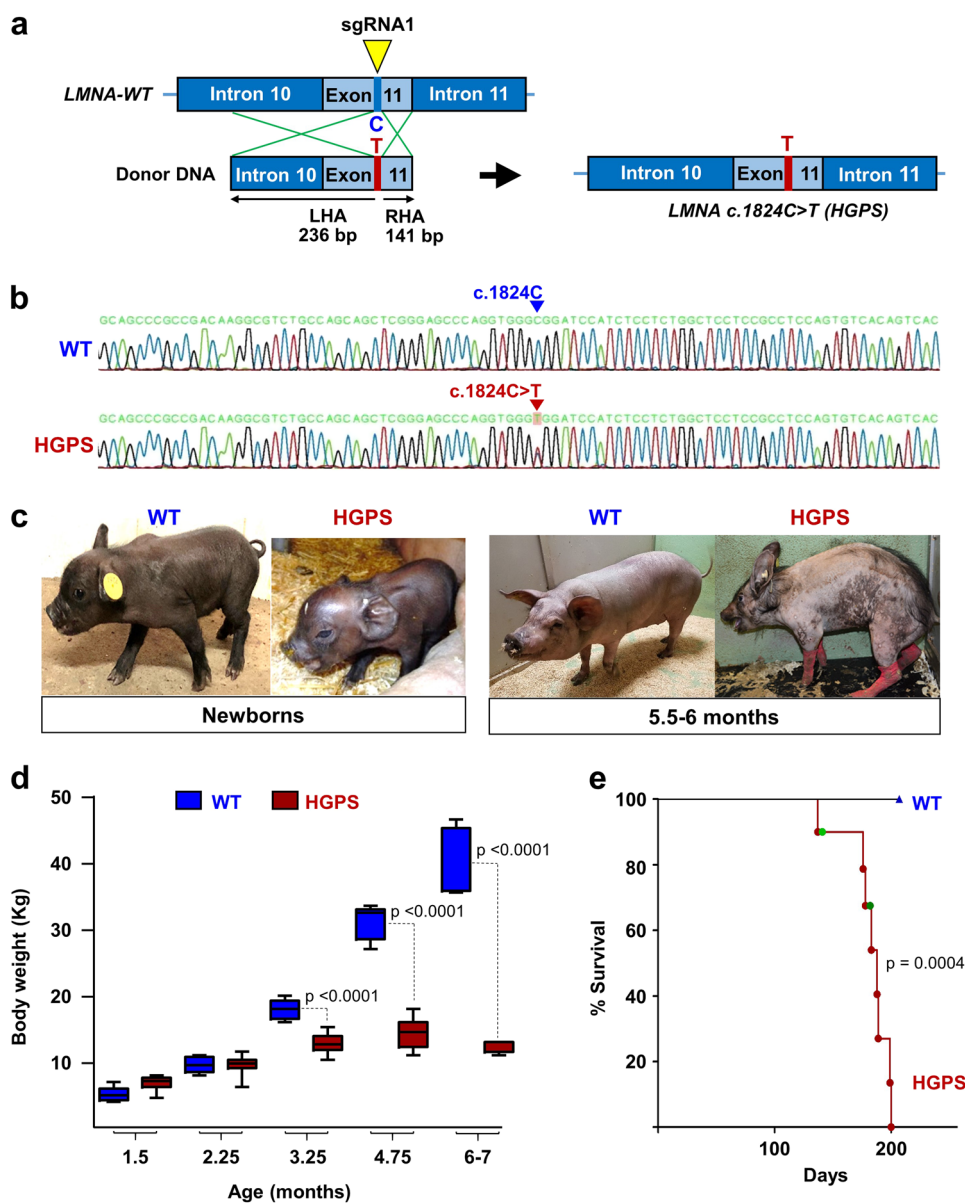 a
sgRNA1
LMNA-WT
Intron 10
Exon
11
Intron 11
C
T
Donor DNA
Intron 10
Exon
11
LHA
236 bp
RHA
141 bp
T
Intron 10
Exon
11
Intron 11
LMNA c.1824C>T (HGPS)
b
c.1824C
GCAGCCCGCCGACAAGGCGTCTGCCAGCAGCTCGGGAGCCCAGGTGGGCGGATCCATCTCCTCTGGCTCCTCCGCCTCCAGTGTCACAGTCAC
WT
c.1824C>T
GCAGCCCGCCGACAAGGCGTCTGCCAGCAGCTCGGGAGCCCAGGTGGGTGGATCCATCTCCTCTGGCTCCTCCGCCTCCAGTGTCACAGTCAC
HGPS
c
WT
HGPS
WT
HGPS
Newborns
5.5-6 months
d
WT
HGPS
Body weight (Kg)
50
40
30
20
10
p <0.0001
p <0.0001
p <0.0001
1.5
2.25
3.25
4.75
6-7
Age (months)
e
% Survival
100
80
60
40
20
WT
p = 0.0004
HGPS
100
200
Days